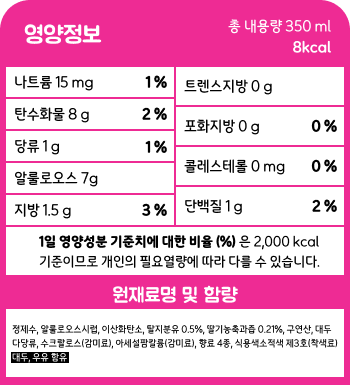 영양정보
총 내용량 350 ml
8kcal
나트륨 15 mg 1%
탄수화물 8 g 2%
당류 1 g 1%
알룰로오스 7g
지방 1.5 g 3%
트렌스지방 0 g
포화지방 0 g 0%
콜레스테롤 0 mg 0%
단백질 1 g 2%
1일 영양성분 기준치에 대한 비율 (%) 은 2,000 kcal
기준이므로 개인의 필요열량에 따라 다를 수 있습니다.
원재료명 및 함량
정제수, 알룰로오스시럽, 이산화탄소, 탈지분유 0.5%, 딸기농축과즙 0.21%, 구연산, 대두
다당류, 수크랄로스(감미료), 아세설팜칼륨(감미료), 향료 4종, 식용색소적색 제3호(착색료)
대두, 우유 함유